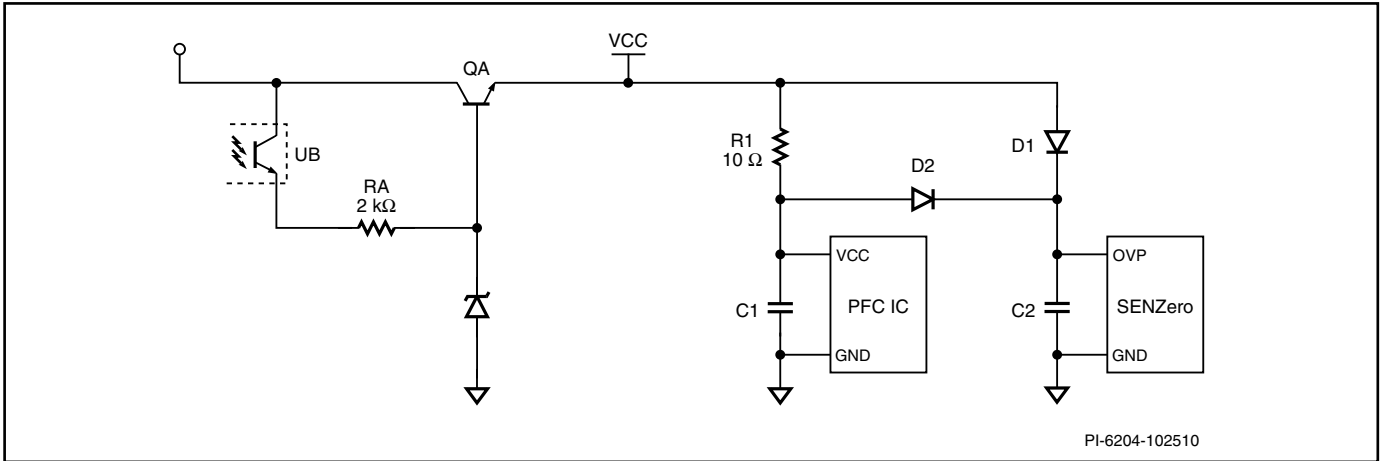 VCC
QA
UB
RA
2 kΩ
R1
10 Ω
D1
D2
VCC
PFC IC
GND
C1
OVP
SENZero
GND
C2
PI-6204-102510